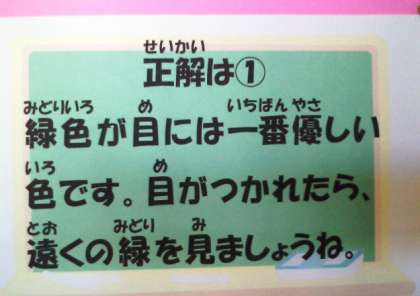 せいかい
正解は①
みどりいろ め いちばん やさ
緑色が目には一番優しい
いろ め
色です。目がつかれたら、
とお みどり み
遠くの緑を見ましょうね。